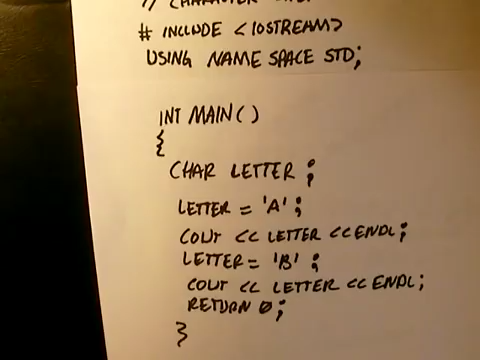 // CHARACTER
# INCLUDE <IOSTREAM>
USING NAME SPACE STD;
INT MAIN()
{
CHAR LETTER ;
LETTER = 'A' ;
COUT << LETTER <<ENDL;
LETTER = 'B' ;
COUT << LETTER << ENDL;
RETURN 0;
}